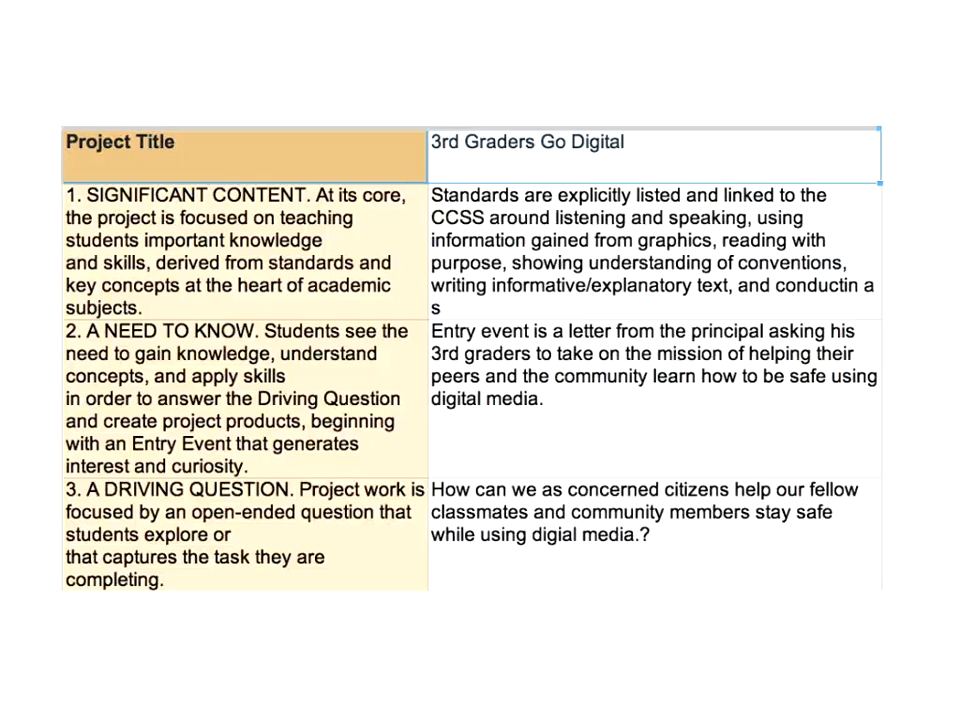 Project Title
3rd Graders Go Digital
1. SIGNIFICANT CONTENT. At its core,
the project is focused on teaching
students important knowledge
and skills, derived from standards and
key concepts at the heart of academic
subjects.
Standards are explicitly listed and linked to the
CCSS around listening and speaking, using
information gained from graphics, reading with
purpose, showing understanding of conventions,
writing informative/explanatory text, and conductin a
s
2. A NEED TO KNOW. Students see the
need to gain knowledge, understand
concepts, and apply skills
in order to answer the Driving Question
and create project products, beginning
with an Entry Event that generates
interest and curiosity.
Entry event is a letter from the principal asking his
3rd graders to take on the mission of helping their
peers and the community learn how to be safe using
digital media.
3. A DRIVING QUESTION. Project work is
focused by an open-ended question that
students explore or
that captures the task they are
completing.
How can we as concerned citizens help our fellow
classmates and community members stay safe
while using digial media.?